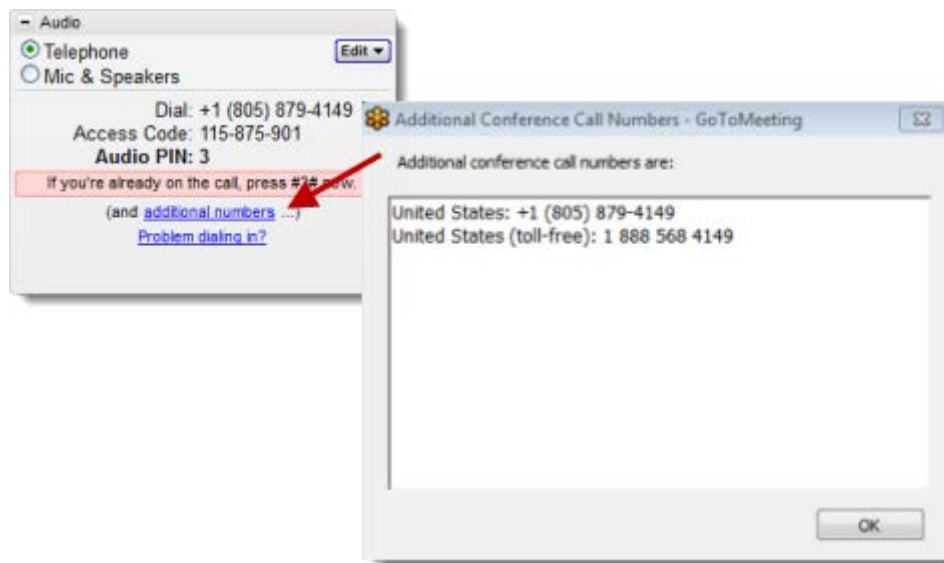 - Audio
Telephone
Edit
Mic & Speakers
Dial: +1 (805) 879-4149
Access Code: 115-875-901
Audio PIN: 3
If you're already on the call, press #3# now.
(and additional numbers ...)
Problem dialing in?
Additional Conference Call Numbers - GoToMeeting
Additional conference call numbers are:
United States: +1 (805) 879-4149
United States (toll-free): 1 888 568 4149
OK